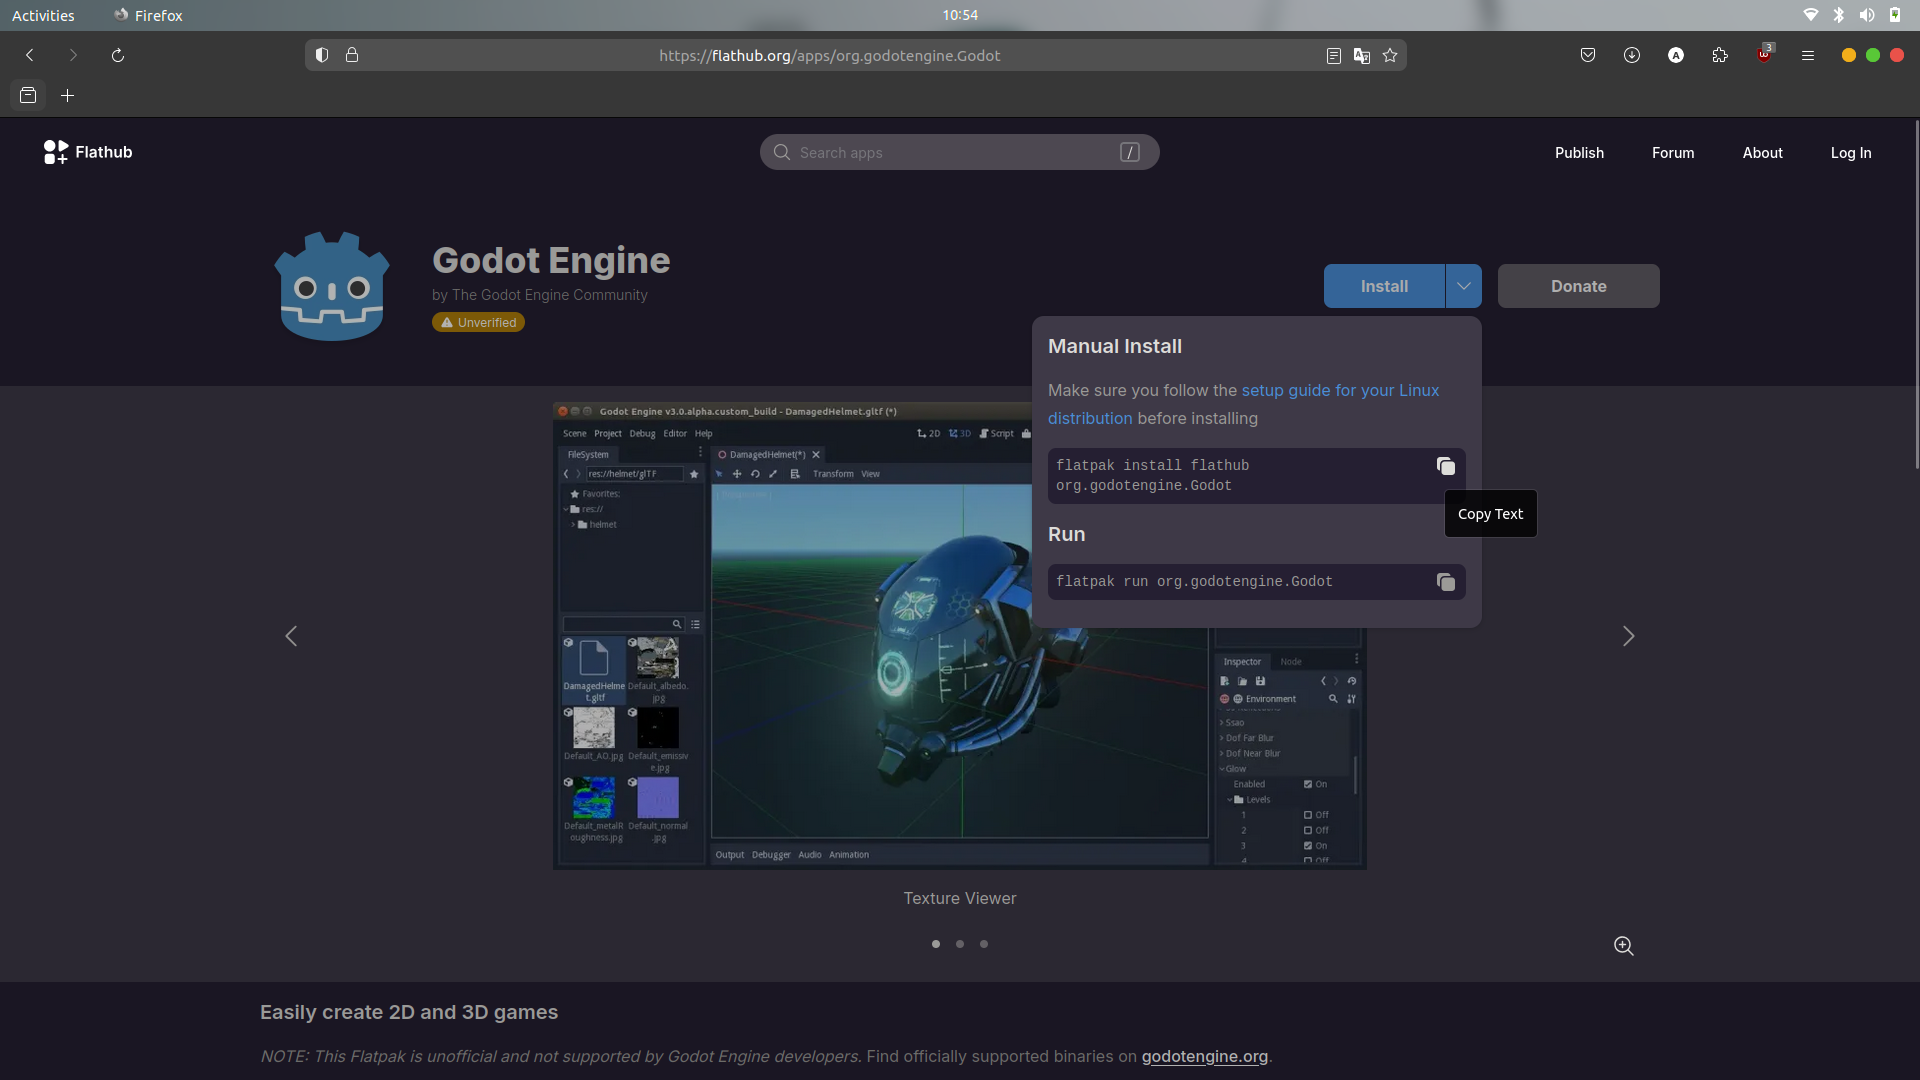 Activities
Firefox
10:54
https://flathub.org/apps/org.godotengine.Godot
3
Flathub
Search apps
/
Publish
Forum
About
Log In
Godot Engine
by The Godot Engine Community
Unverified
Install
Donate
Manual Install
Make sure you follow the setup guide for your Linux
distribution before installing
flatpak install flathub
org.godotengine.Godot
Copy Text
Run
flatpak run org.godotengine.Godot
Godot Engine v3.0.alpha.custom_build - DamagedHelmet.gltf (*)
Scene Project Debug Editor Help
2D 3D Script
FileSystem
DamagedHelmet(*)
res://helmet/glTF
Transform View
Favorites:
res://
helmet
DamagedHelme
t.gltf
Default_albedo.
jpg
Default_AO.jpg
Default_emissiv
e.jpg
Default_metalR
oughness.jpg
Default_normal
.jpg
Output Debugger Audio Animation
Inspector
Node
Environment
Ssao
Dof Far Blur
Dof Near Blur
Glow
Enabled On
Levels
1 Off
2 Off
3 On
4 Off
Texture Viewer
Easily create 2D and 3D games
NOTE: This Flatpak is unofficial and not supported by Godot Engine developers. Find officially supported binaries on godotengine.org.